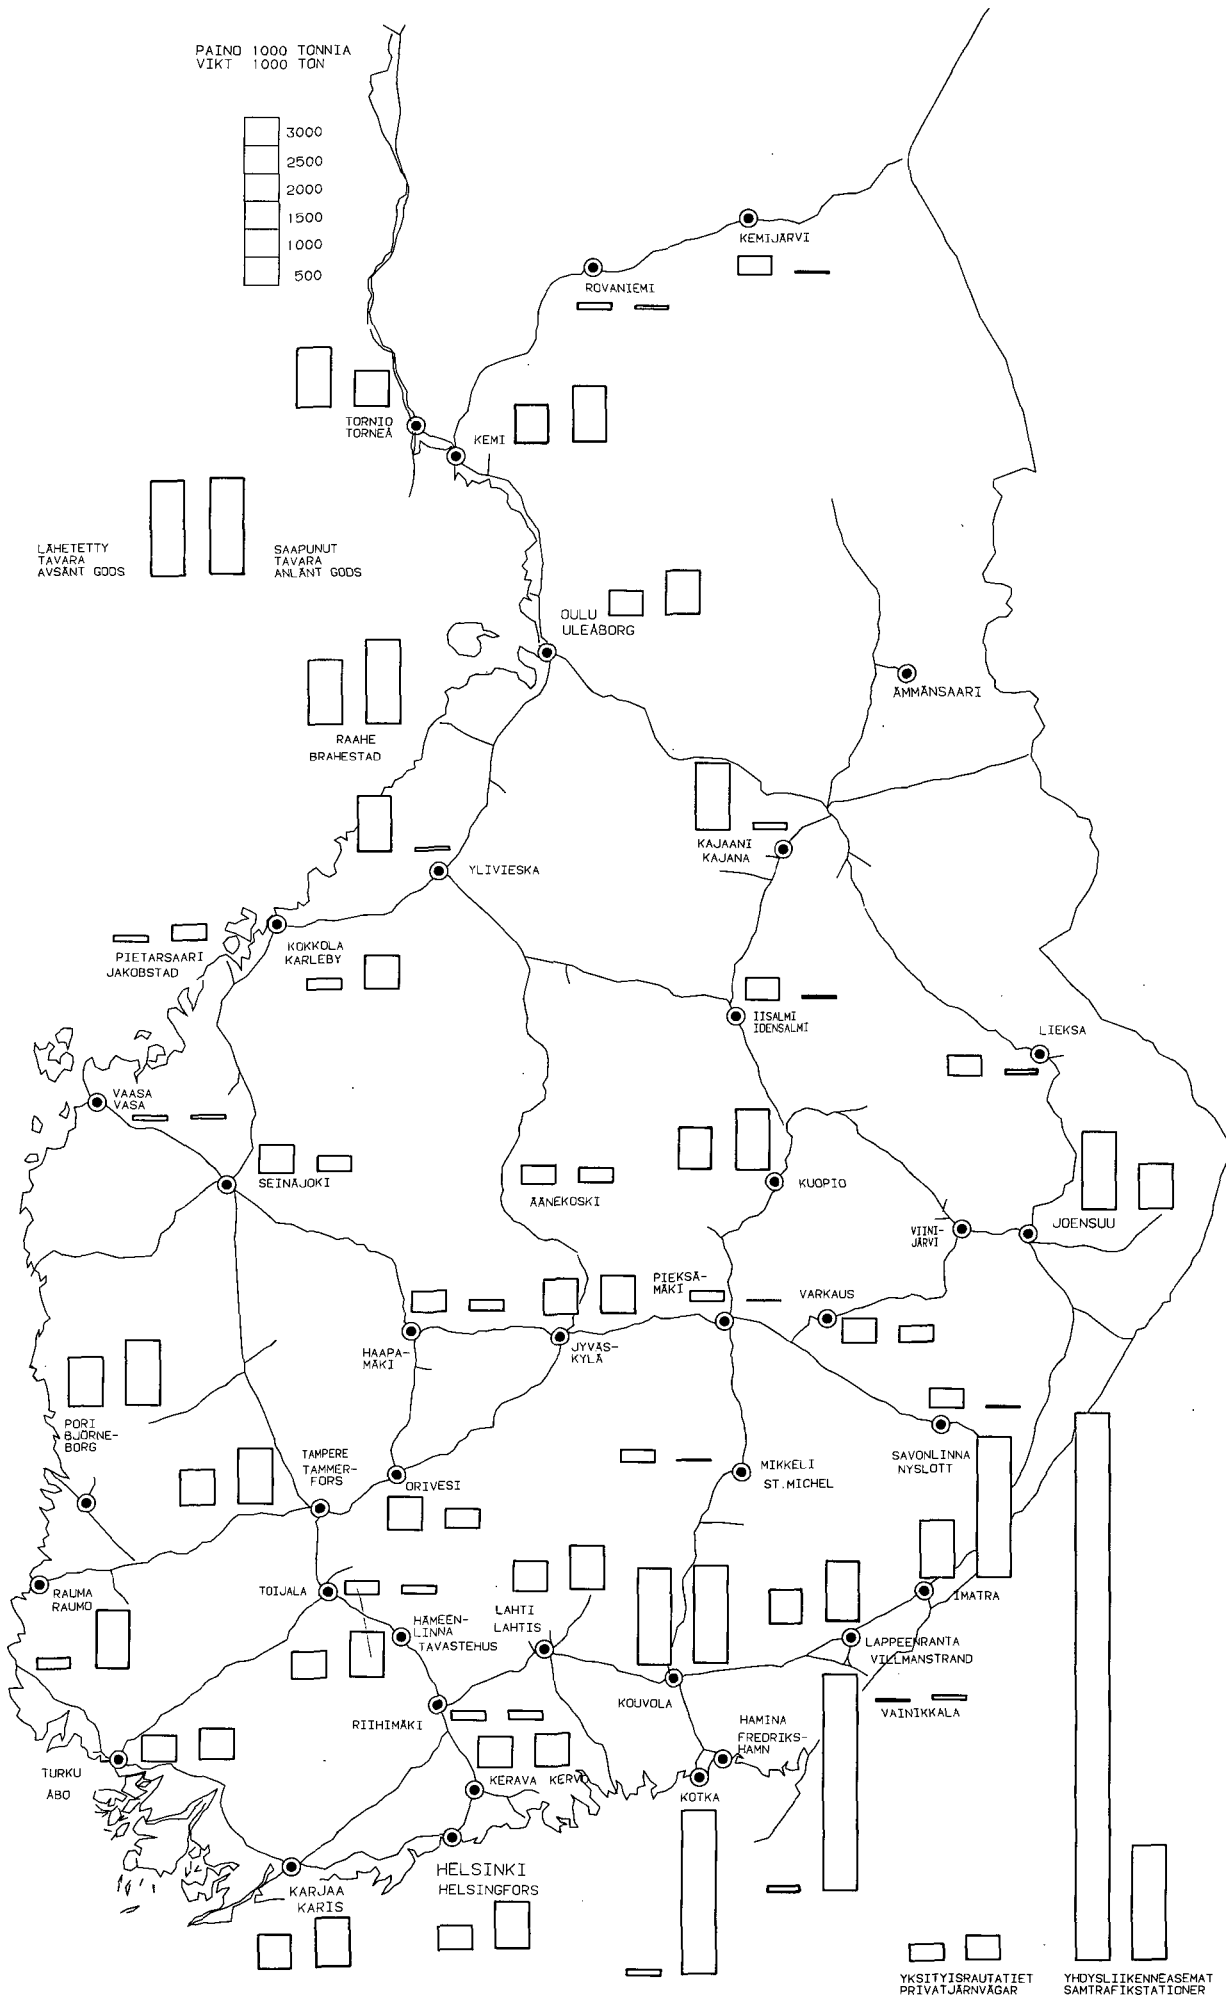 PAINO 1000 TONNIA
VIKT 1000 TON
3000
2500
2000
1500
1000
500
KEMIJÄRVI
ROVANIEMI
TORNIO
TORNEÅ
KEMI
LÄHETETTY
TAVARA
AVSÄNT GODS
SAAPUNUT
TAVARA
ANLÄNT GODS
OULU
ULEÅBORG
ÄMMÄNSAARI
RAAHE
BRAHESTAD
KAJAANI
KAJANA
YLIVIESKA
PIETARSAARI
JAKOBSTAD
KOKKOLA
KARLEBY
IISALMI
IDENSALMI
LIEKSA
VAASA
VASA
SEINÄJOKI
ÄÄNEKOSKI
KUOPIO
VIINI-
JÄRVI
JOENSUU
PIEKSÄ-
MÄKI
VARKAUS
HAAPA-
MÄKI
JYVÄS-
KYLÄ
PORI
BJÖRNE-
BORG
TAMPERE
TAMMER-
FORS
ORIVESI
MIKKELI
ST.MICHEL
SAVONLINNA
NYSLOTT
RAUMA
RAUMO
TOIJALA
HÄMEEN-
LINNA
TAVASTEHUS
LAHTI
LAHTIS
IMATRA
LAPPEENRANTA
VILLMANSTRAND
RIIHIMÄKI
KOUVOLA
VAINIKKALA
HAMINA
FREDRIKS-
HAMN
TURKU
ÅBO
KERAVA KERVO
KOTKA
HELSINKI
HELSINGFORS
KARJAA
KARIS
YKSITYISRAUTATIET
PRIVATJÄRNVÄGAR
YHDYSLIIKENNEASEMAT
SAMTRAFIKSTATIONER